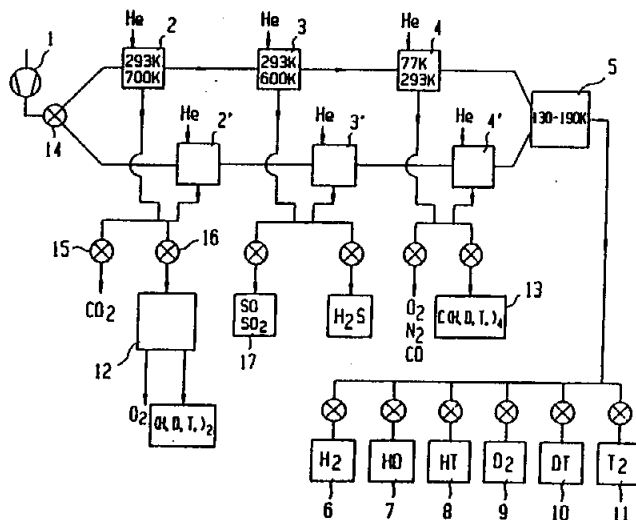 He
2
He
3
He
4
1
293K
700K
293K
600K
77K
293K
5
130-190K
14
He
2'
He
3'
He
4'
15
16
CO2
SO
SO2
17
H2S
O2
N2
CO
C(H,D,T,)4
13
12
O2
(H,D,T,)2
H2
HD
HT
D2
DT
T2
6
7
8
9
10
11